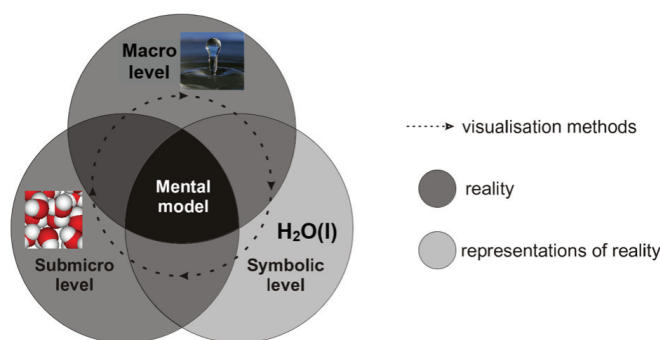 Macro
level
Mental
model
H₂O(l)
Submicro
level
Symbolic
level
visualisation methods
reality
representations of reality